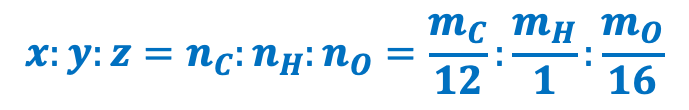 x: y: z = n_C: n_H: n_O = m_C/12 : m_H/1 : m_O/16